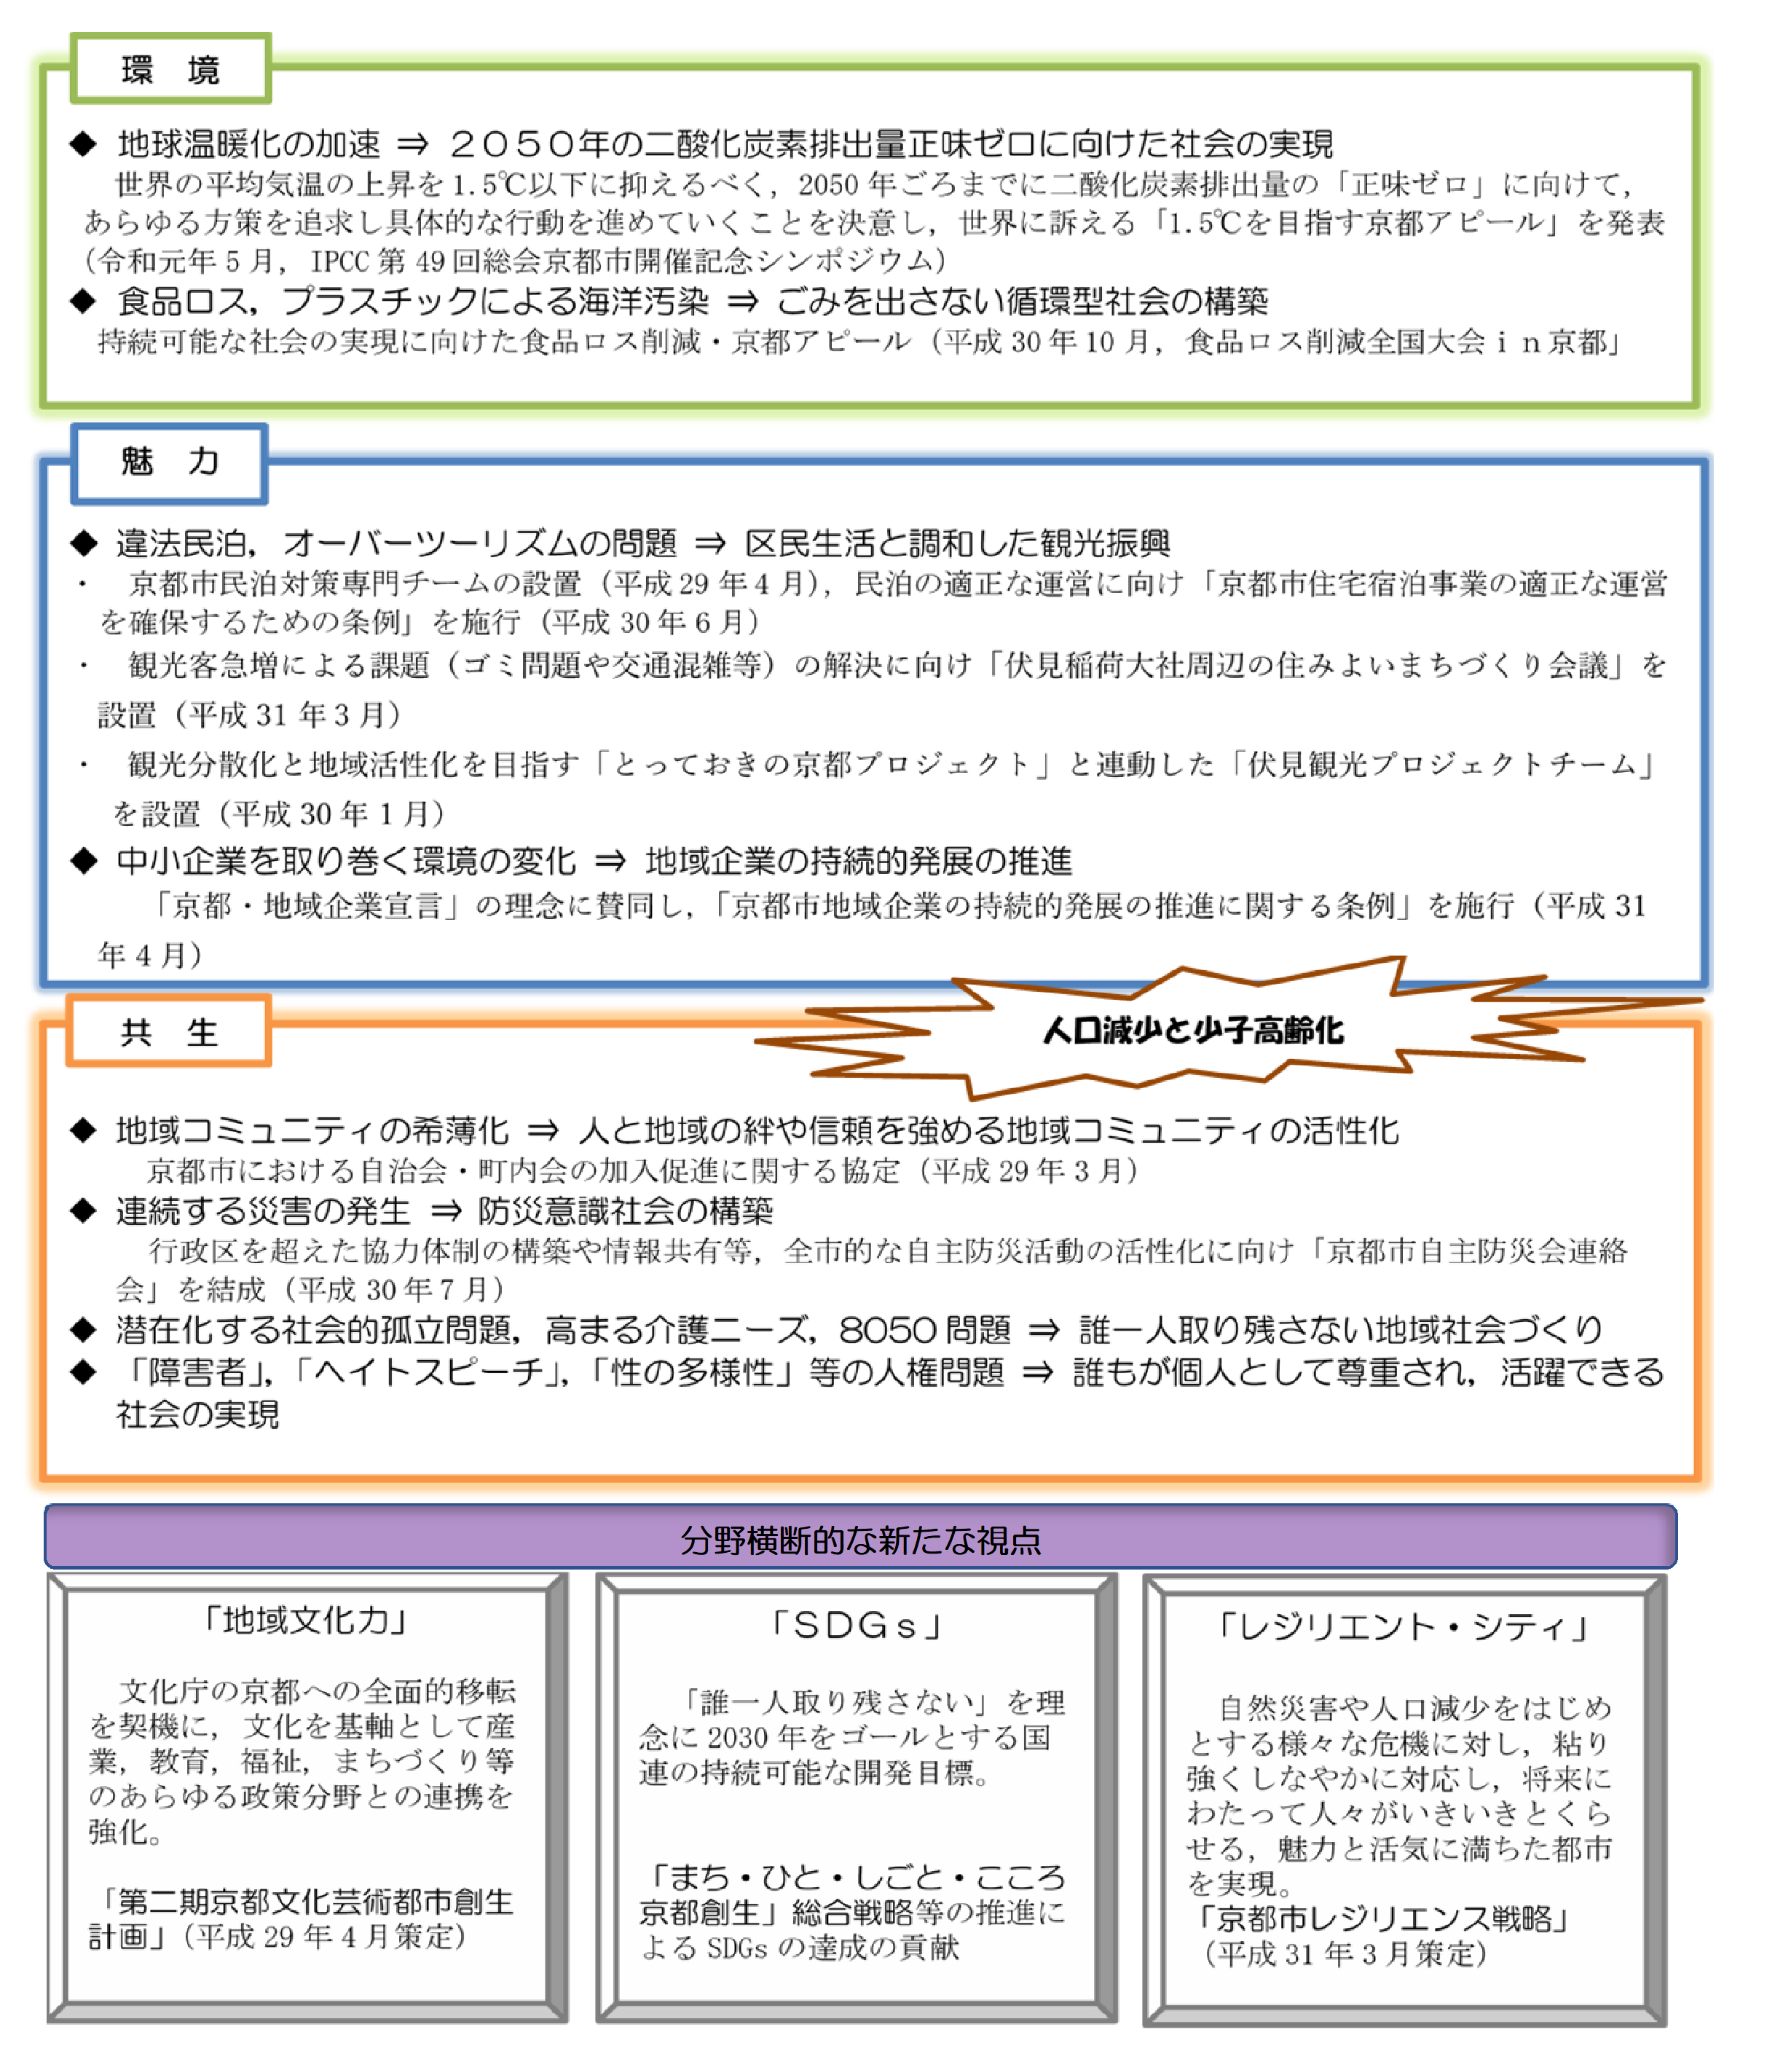 環　境
◆ 地球温暖化の加速 ⇒ ２０５０年の二酸化炭素排出量正味ゼロに向けた社会の実現
世界の平均気温の上昇を1.5℃以下に抑えるべく，2050年ごろまでに二酸化炭素排出量の「正味ゼロ」に向けて，
あらゆる方策を追求し具体的な行動を進めていくことを決意し，世界に訴える「1.5℃を目指す京都アピール」を発表
（令和元年5月，IPCC第49回総会京都市開催記念シンポジウム）
◆ 食品ロス，プラスチックによる海洋汚染 ⇒ ごみを出さない循環型社会の構築
持続可能な社会の実現に向けた食品ロス削減・京都アピール（平成30年10月，食品ロス削減全国大会ｉｎ京都」
魅　力
◆ 違法民泊，オーバーツーリズムの問題 ⇒ 区民生活と調和した観光振興
・　京都市民泊対策専門チームの設置（平成29年4月），民泊の適正な運営に向け「京都市住宅宿泊事業の適正な運営
を確保するための条例」を施行（平成30年6月）
・　観光客急増による課題（ゴミ問題や交通混雑等）の解決に向け「伏見稲荷大社周辺の住みよいまちづくり会議」を
設置（平成31年3月）
・　観光分散化と地域活性化を目指す「とっておきの京都プロジェクト」と連動した「伏見観光プロジェクトチーム」
を設置（平成30年1月）
◆ 中小企業を取り巻く環境の変化 ⇒ 地域企業の持続的発展の推進
「京都・地域企業宣言」の理念に賛同し，「京都市地域企業の持続的発展の推進に関する条例」を施行（平成31
年4月）
共　生
人口減少と少子高齢化
◆ 地域コミュニティの希薄化 ⇒ 人と地域の絆や信頼を強める地域コミュニティの活性化
京都市における自治会・町内会の加入促進に関する協定（平成29年3月）
◆ 連続する災害の発生 ⇒ 防災意識社会の構築
行政区を超えた協力体制の構築や情報共有等，全市的な自主防災活動の活性化に向け「京都市自主防災会連絡
会」を結成（平成30年7月）
◆ 潜在化する社会的孤立問題，高まる介護ニーズ，8050問題 ⇒ 誰一人取り残さない地域社会づくり
◆ 「障害者」，「ヘイトスピーチ」，「性の多様性」等の人権問題 ⇒ 誰もが個人として尊重され，活躍できる
社会の実現
分野横断的な新たな視点
「地域文化力」
文化庁の京都への全面的移転
を契機に，文化を基軸として産
業，教育，福祉，まちづくり等
のあらゆる政策分野との連携を
強化。
「第二期京都文化芸術都市創生
計画」（平成29年4月策定）
「ＳＤＧｓ」
「誰一人取り残さない」を理
念に2030年をゴールとする国
連の持続可能な開発目標。
「まち・ひと・しごと・こころ
京都創生」総合戦略等の推進に
よるSDGsの達成の貢献
「レジリエント・シティ」
自然災害や人口減少をはじめ
とする様々な危機に対し，粘り
強くしなやかに対応し，将来に
わたって人々がいきいきとくら
せる，魅力と活気に満ちた都市
を実現。
「京都市レジリエンス戦略」
（平成31年3月策定）